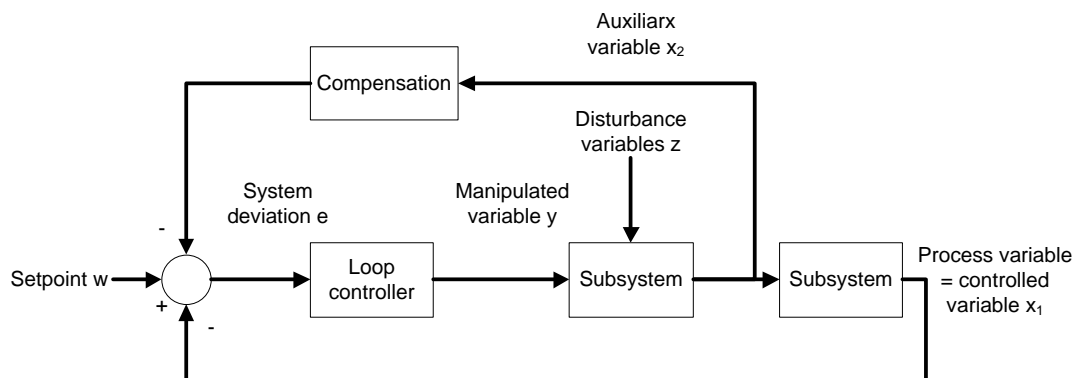 Auxiliarx
variable x₂
Compensation
Disturbance
variables z
System
deviation e
Manipulated
variable y
-
Setpoint w
+
-
Loop
controller
Subsystem
Subsystem
Process variable
= controlled
variable x₁